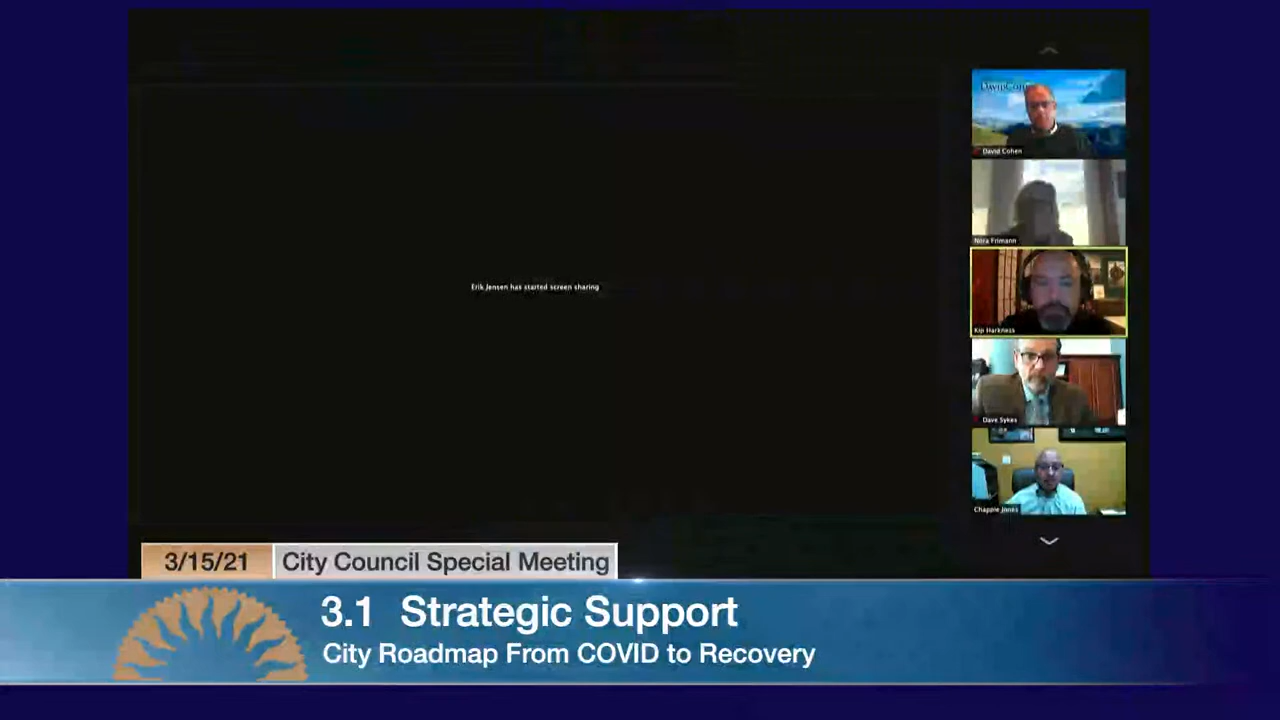 David Cohen
Nora Frimann
Erik Jensen has started screen sharing
Kip Harkness
Dave Sykes
Chappie Jones
3/15/21 City Council Special Meeting
3.1 Strategic Support
City Roadmap From COVID to Recovery